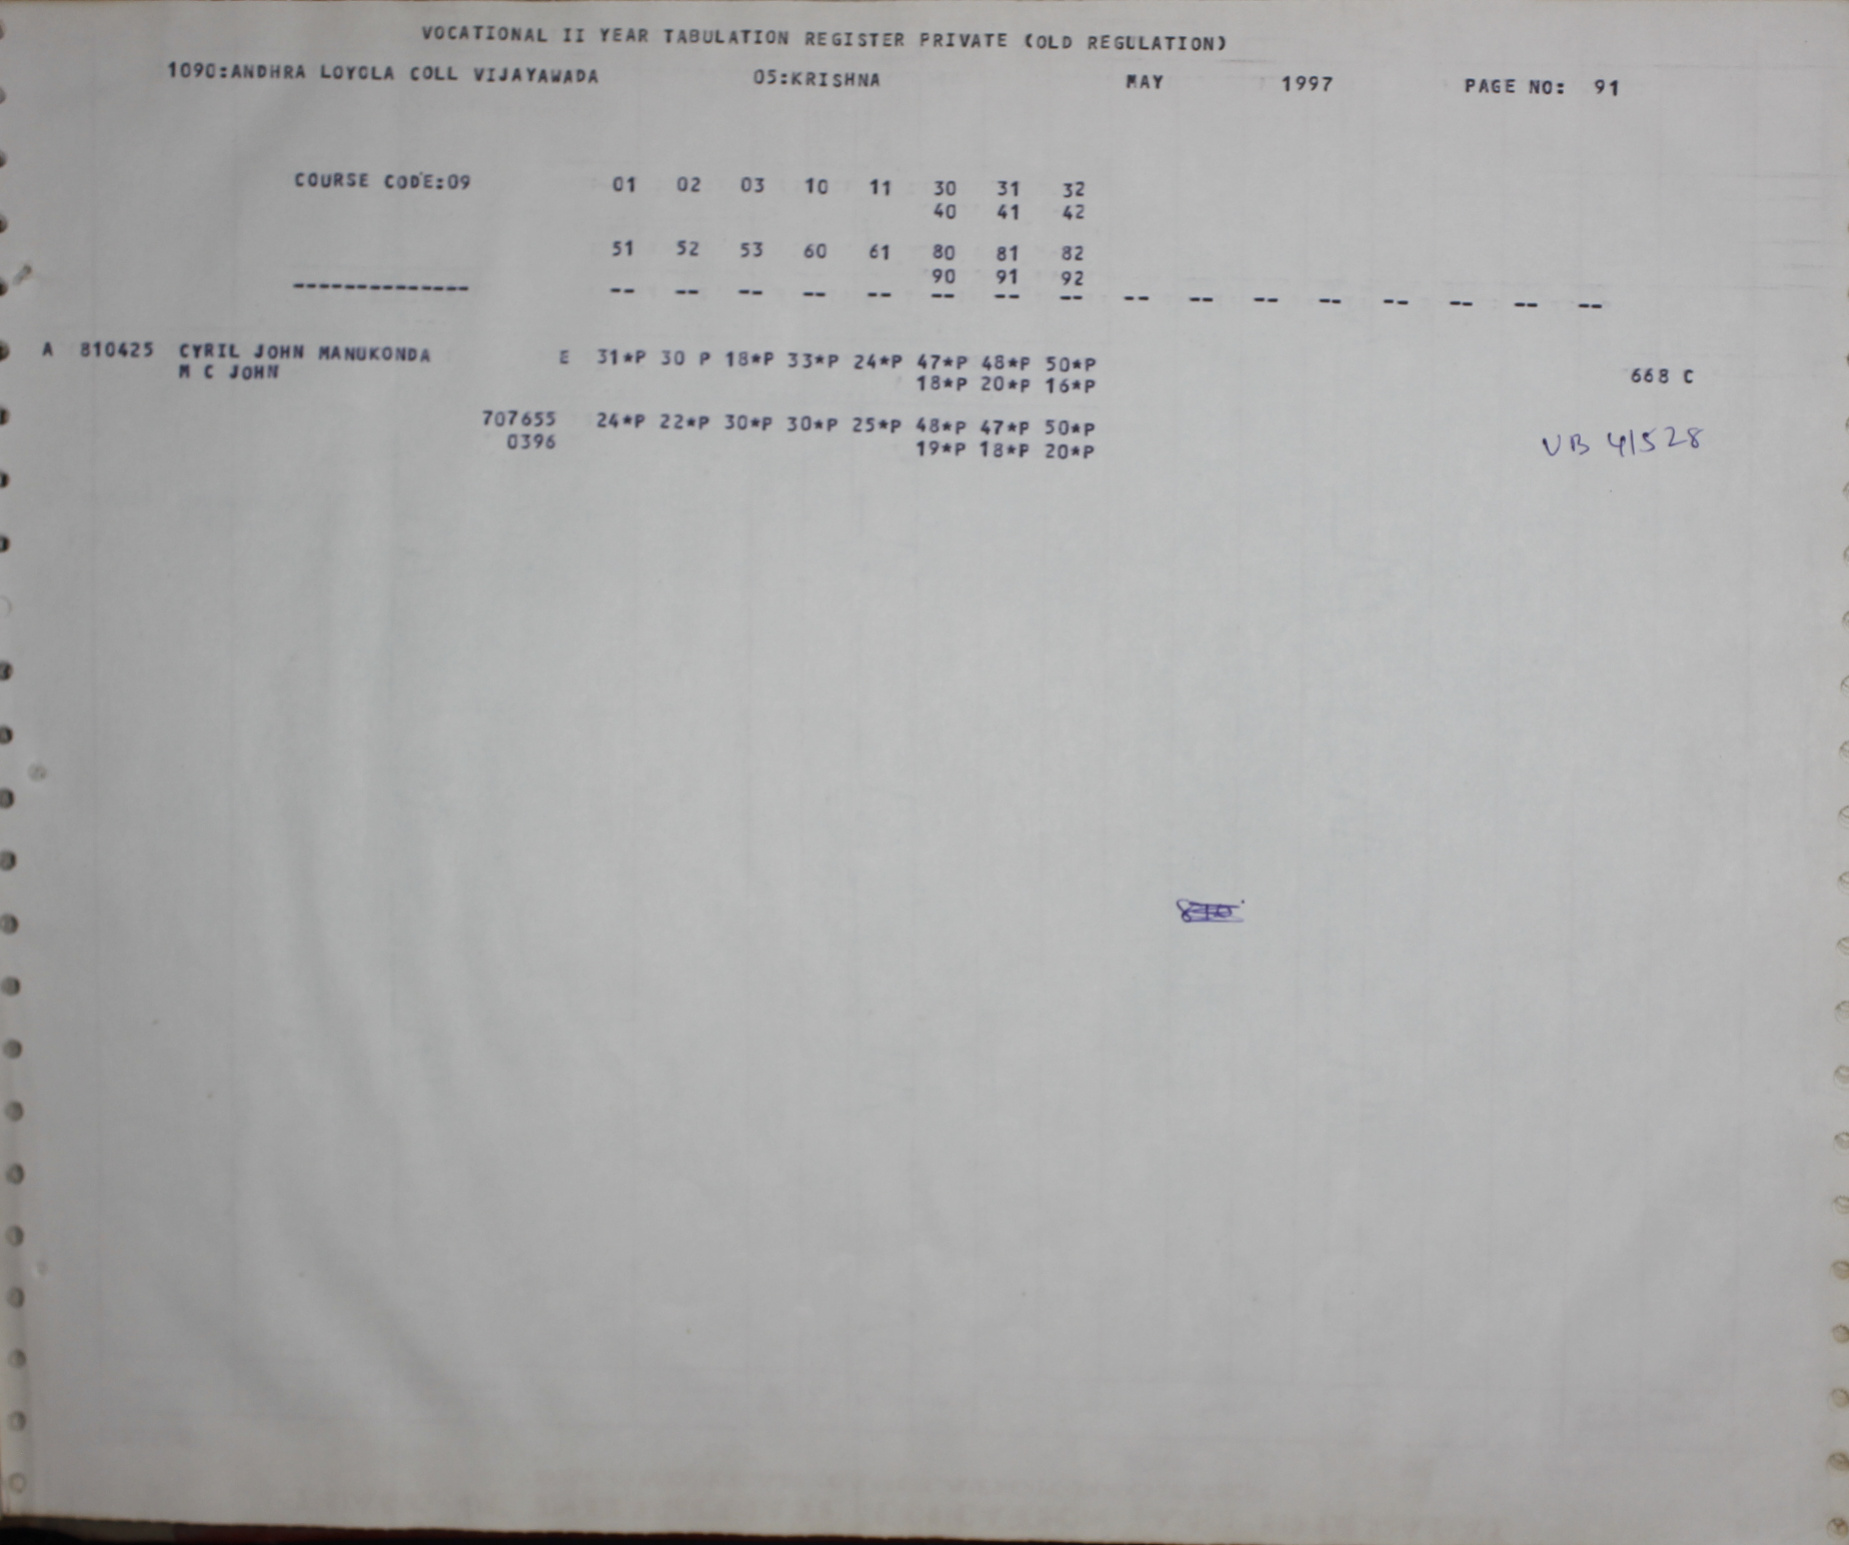 VOCATIONAL II YEAR TABULATION REGISTER PRIVATE (OLD REGULATION)
1090:ANDHRA LOYOLA COLL VIJAYAWADA 05:KRISHNA MAY 1997 PAGE NO: 91
COURSE CODE:09 01 02 03 10 11 30 31 32
40 41 42
51 52 53 60 61 80 81 82
90 91 92
-------------- -- -- -- -- -- -- -- -- -- -- -- -- -- -- -- --
A 810425 CYRIL JOHN MANUKONDA E 31*P 30 P 18*P 33*P 24*P 47*P 48*P 50*P
M C JOHN 18*P 20*P 16*P 668 C
707655 24*P 22*P 30*P 30*P 25*P 48*P 47*P 50*P
0396 19*P 18*P 20*P VB 41528